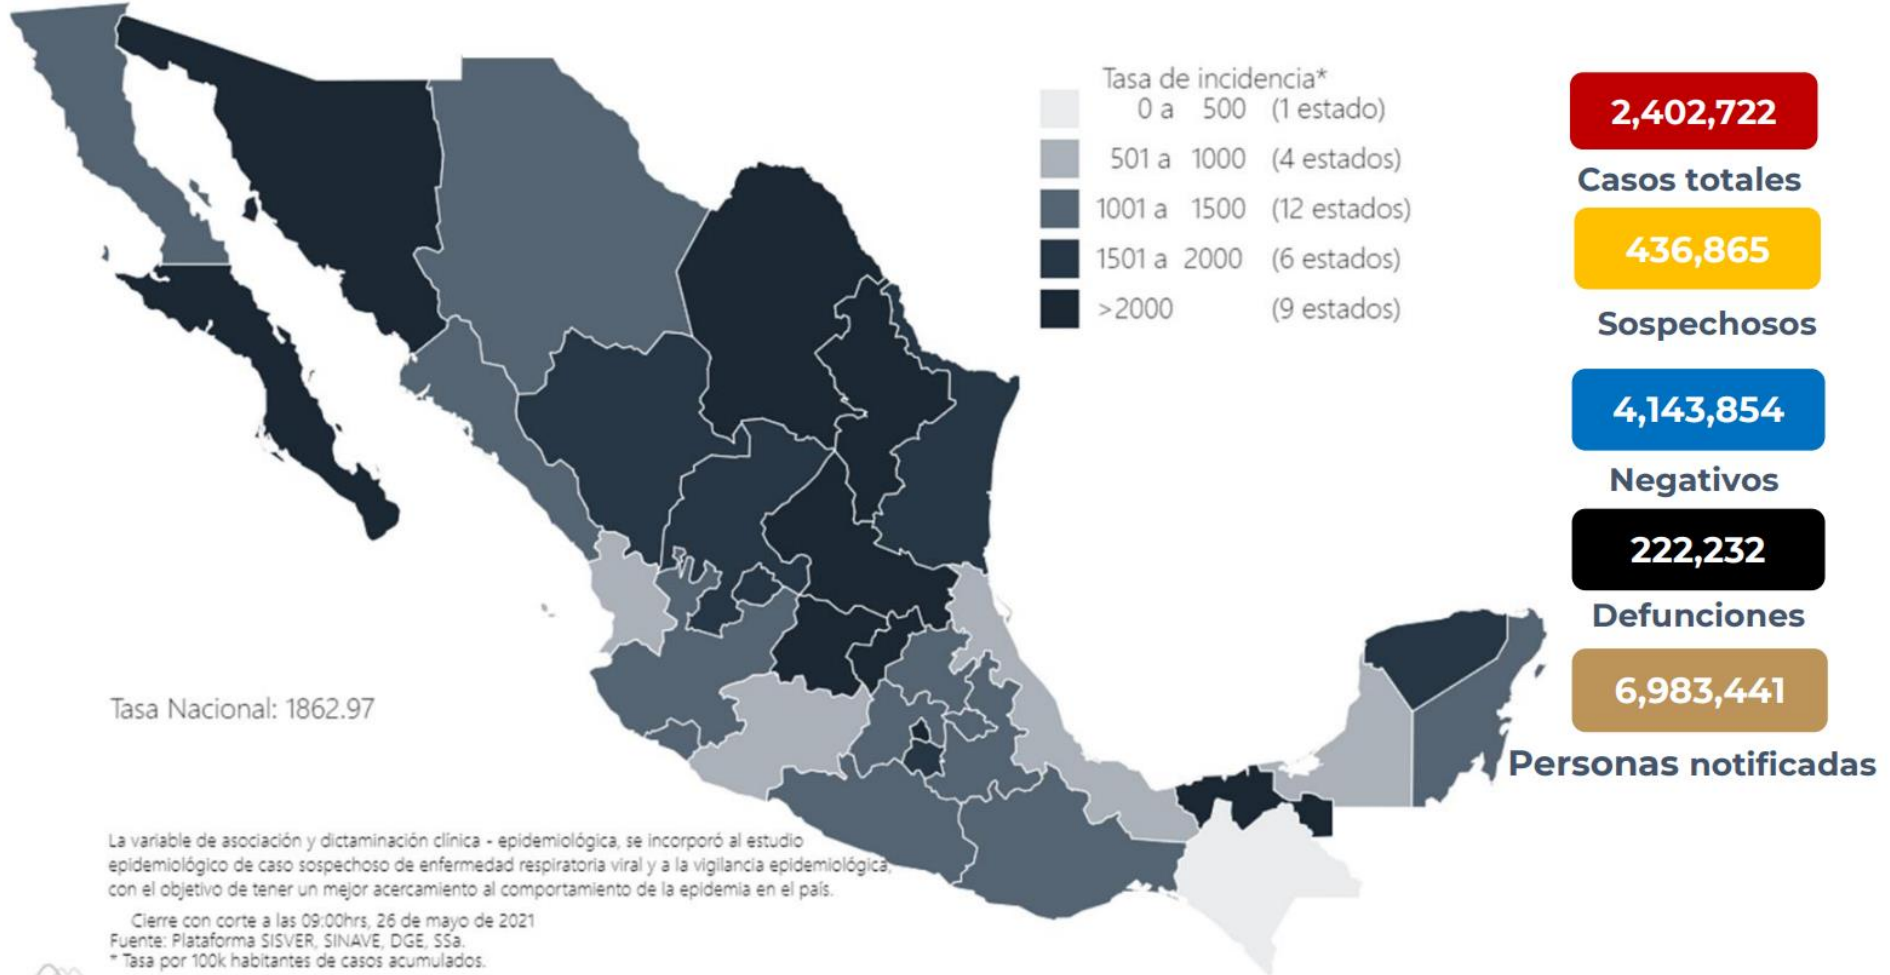 Tasa de incidencia*
0 a 500 (1 estado)
501 a 1000 (4 estados)
1001 a 1500 (12 estados)
1501 a 2000 (6 estados)
>2000 (9 estados)
2,402,722
Casos totales
436,865
Sospechosos
4,143,854
Negativos
222,232
Defunciones
6,983,441
Personas notificadas
Tasa Nacional: 1862.97
La variable de asociación y dictaminación clínica - epidemiológica, se incorporó al estudio
epidemiológico de caso sospechoso de enfermedad respiratoria viral y a la vigilancia epidemiológica,
con el objetivo de tener un mejor acercamiento al comportamiento de la epidemia en el país.
Cierre con corte a las 09:00hrs, 26 de mayo de 2021
Fuente: Plataforma SISVER, SINAVE, DGE, SSa.
* Tasa por 100k habitantes de casos acumulados.